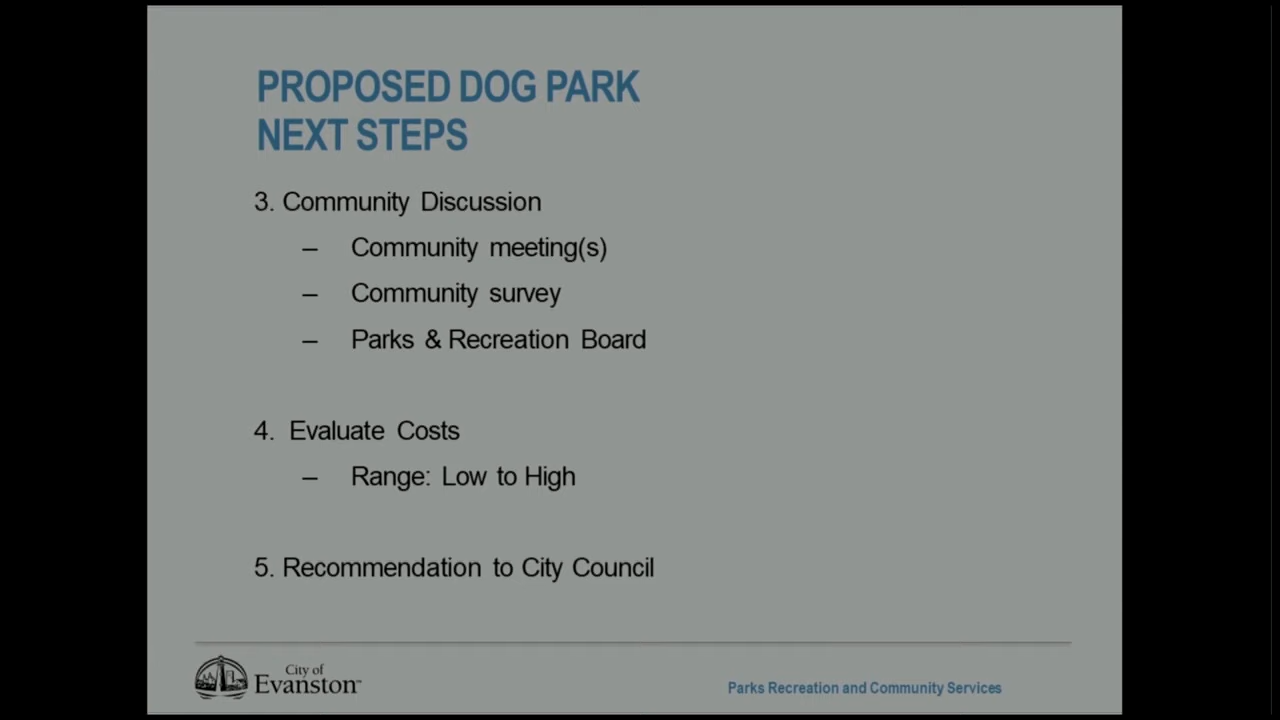 PROPOSED DOG PARK
NEXT STEPS
3. Community Discussion
– Community meeting(s)
– Community survey
– Parks & Recreation Board
4. Evaluate Costs
– Range: Low to High
5. Recommendation to City Council
City of
Evanston™
Parks Recreation and Community Services